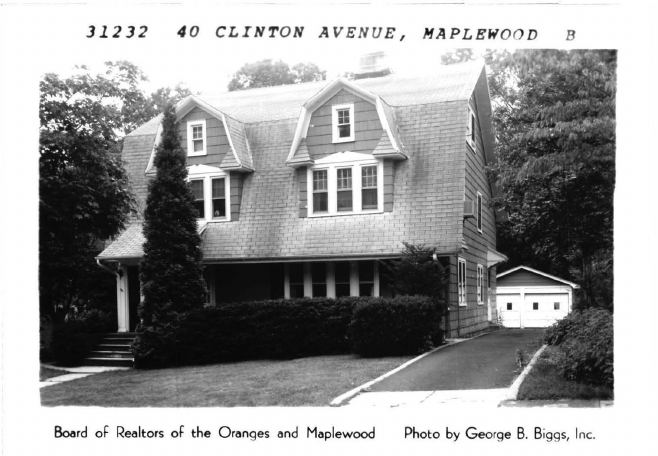 31232 40 CLINTON AVENUE, MAPLEWOOD B
Board of Realtors of the Oranges and Maplewood Photo by George B. Biggs, Inc.